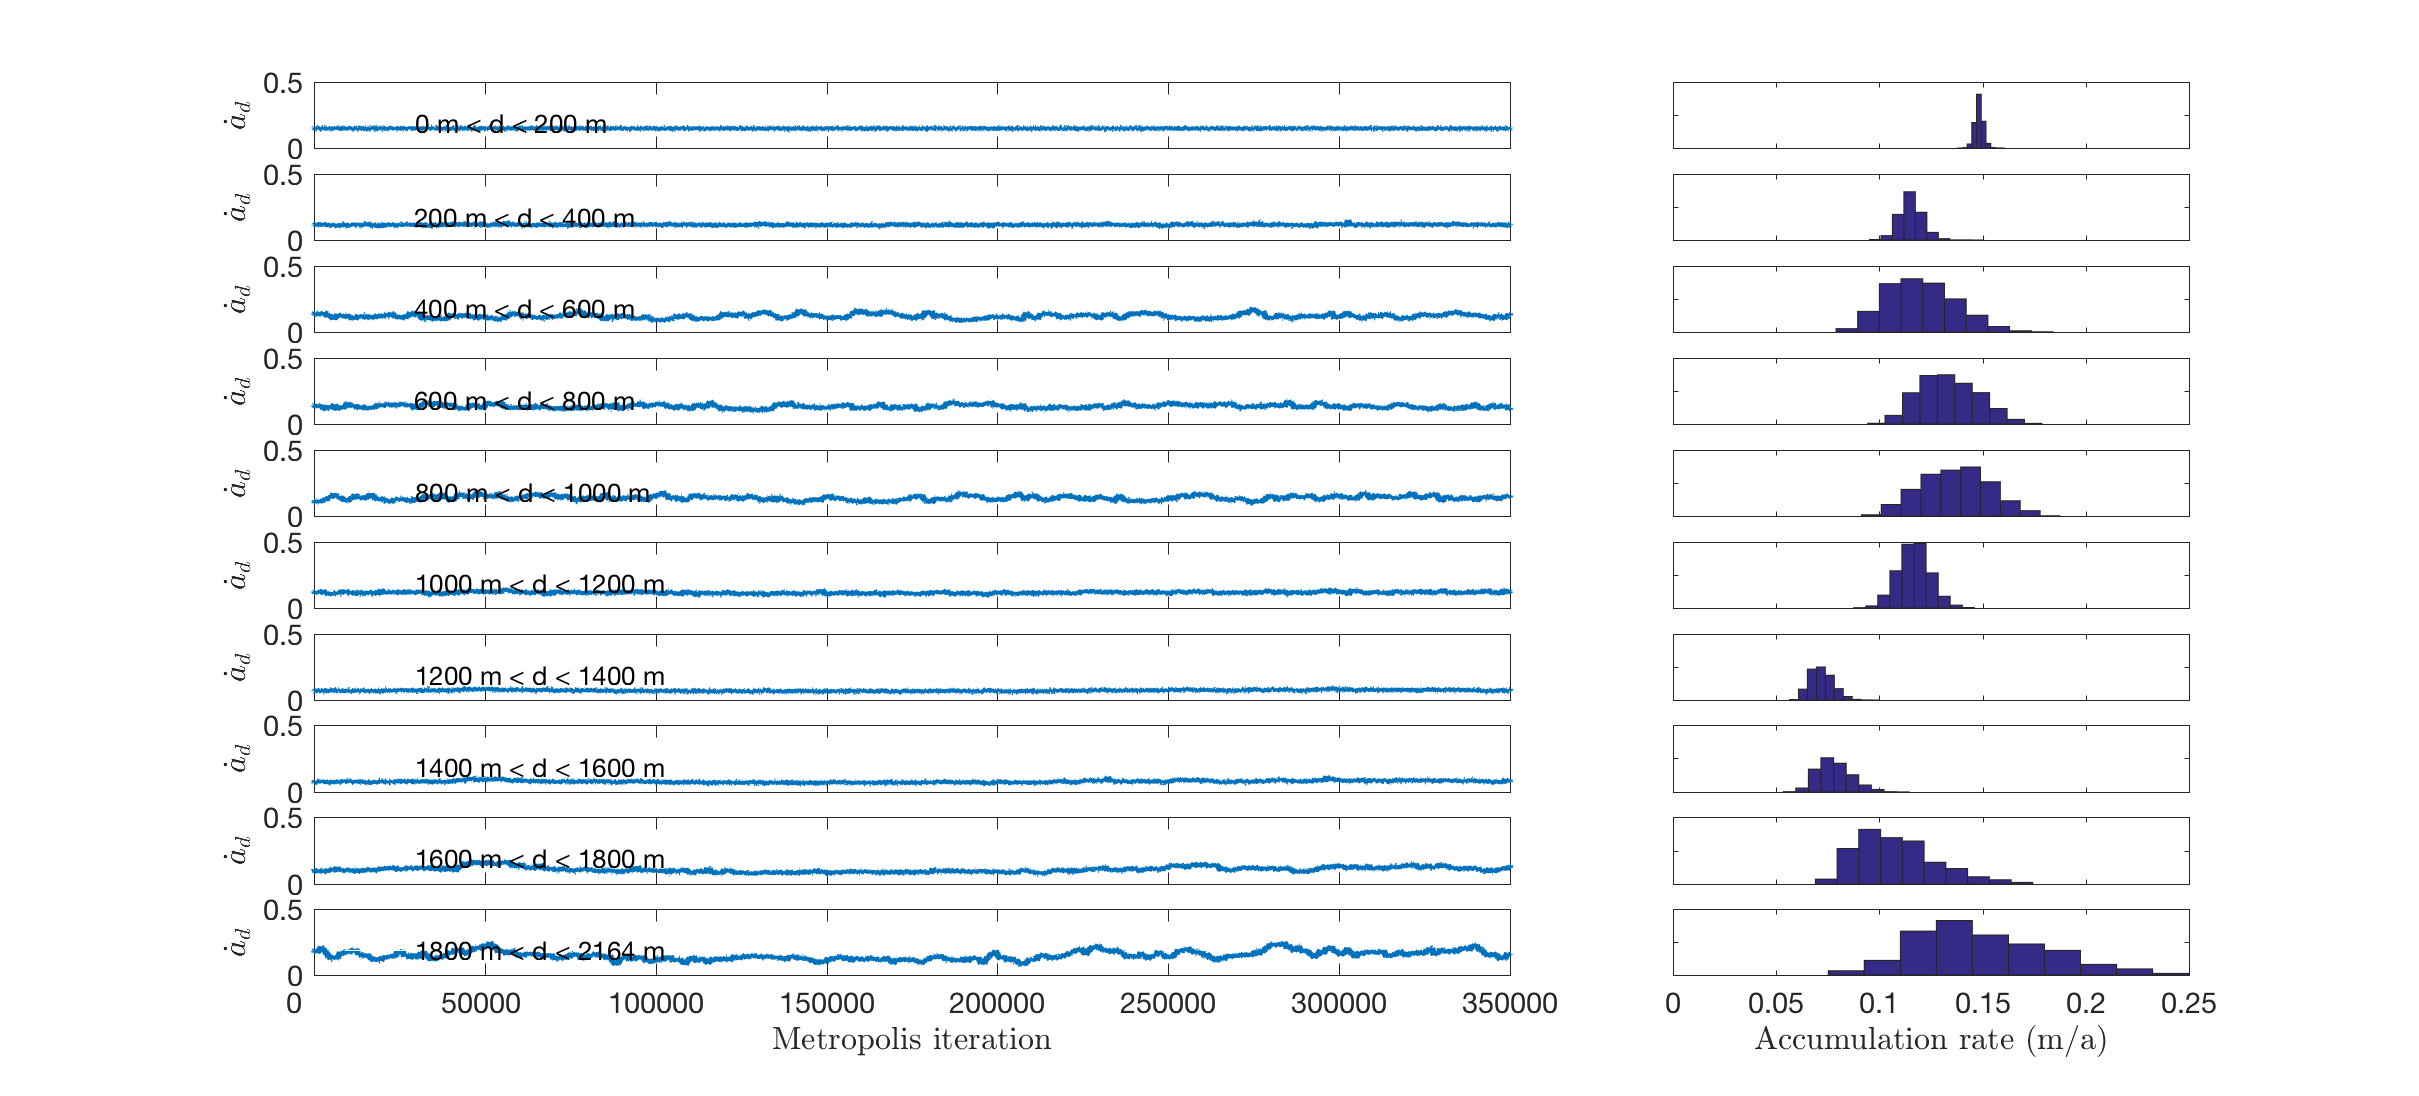 0.5
ȧ_d
0 m < d < 200 m
0
0.5
ȧ_d
200 m < d < 400 m
0
0.5
ȧ_d
400 m < d < 600 m
0
0.5
ȧ_d
600 m < d < 800 m
0
0.5
ȧ_d
800 m < d < 1000 m
0
0.5
ȧ_d
1000 m < d < 1200 m
0
0.5
ȧ_d
1200 m < d < 1400 m
0
0.5
ȧ_d
1400 m < d < 1600 m
0
0.5
ȧ_d
1600 m < d < 1800 m
0
0.5
ȧ_d
1800 m < d < 2164 m
0
0 50000 100000 150000 200000 250000 300000 350000
Metropolis iteration
0 0.05 0.1 0.15 0.2 0.25
Accumulation rate (m/a)